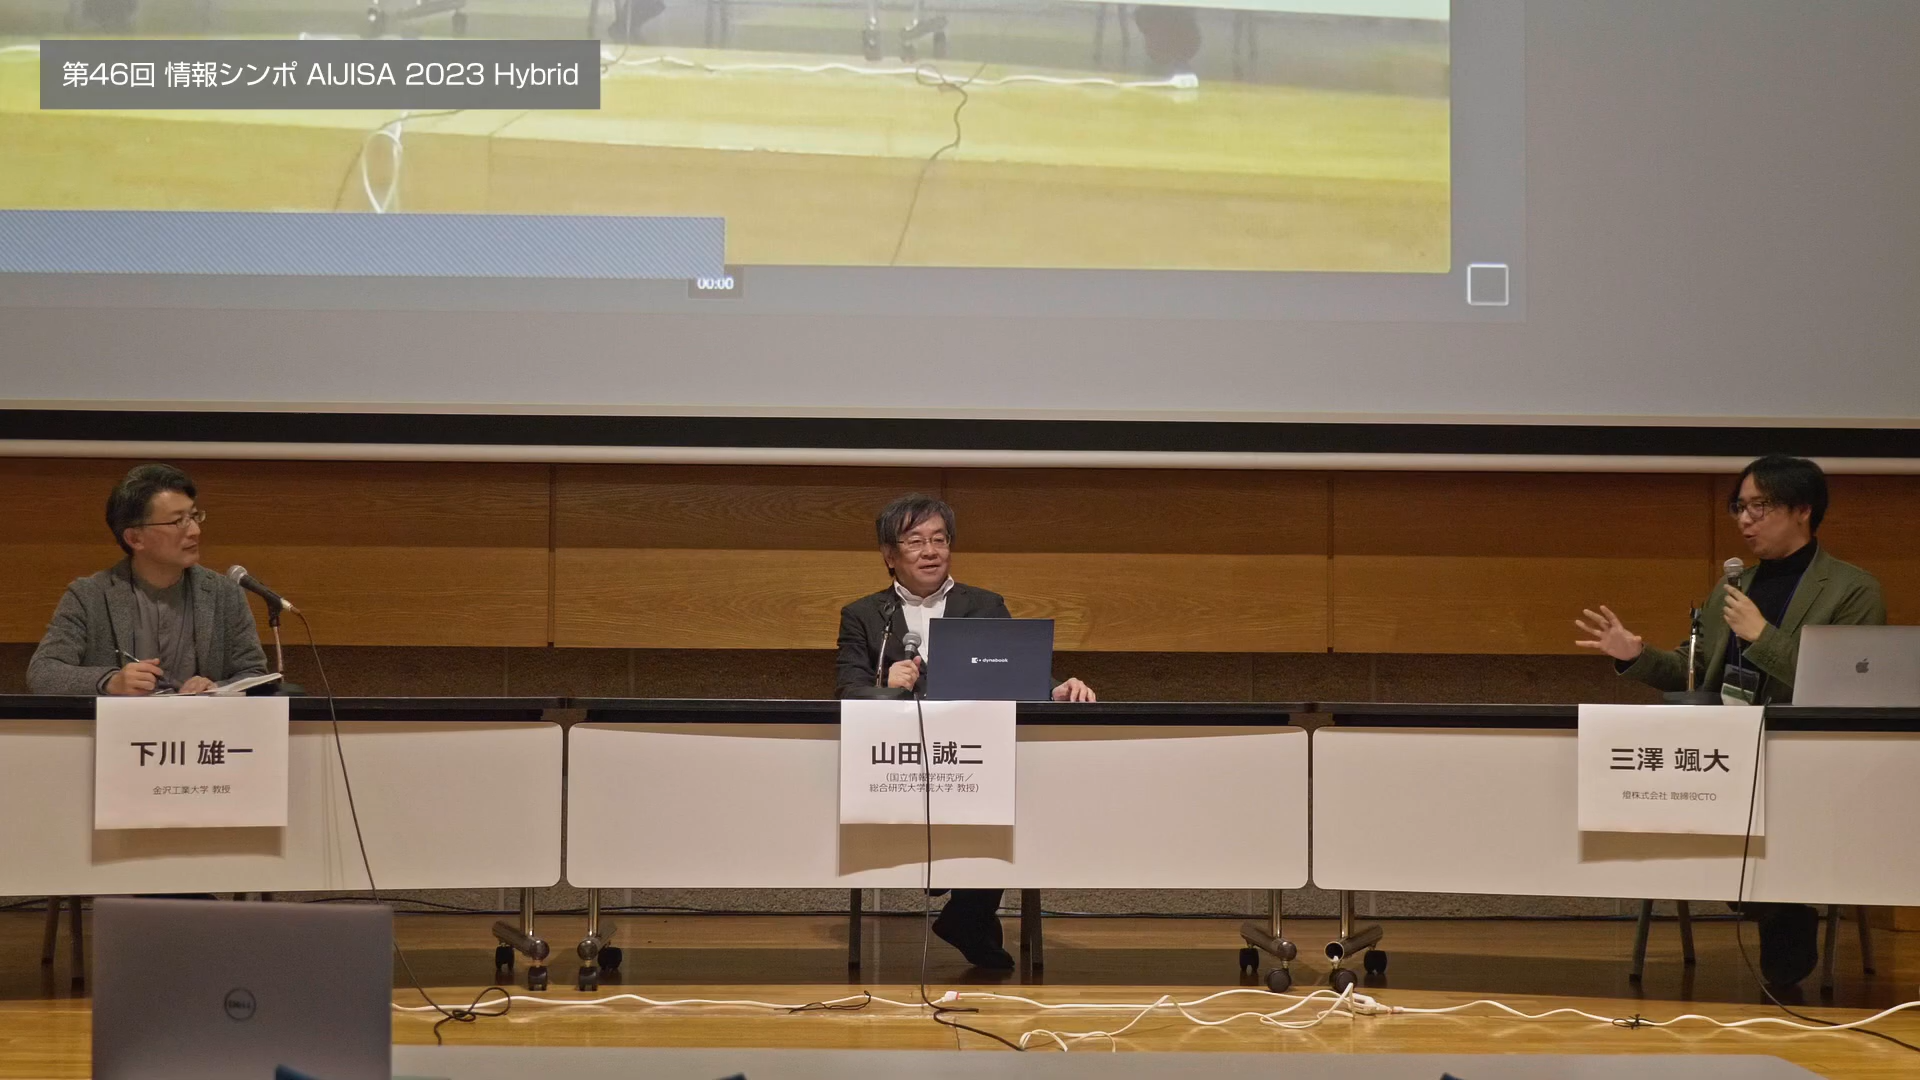 第46回 情報シンポ AIJISA 2023 Hybrid
00:00
dynabook
下川 雄一
金沢工業大学 教授
山田 誠二
（国立情報学研究所／
総合研究大学院大学 教授）
三澤 颯大
燈株式会社 取締役CTO
DELL